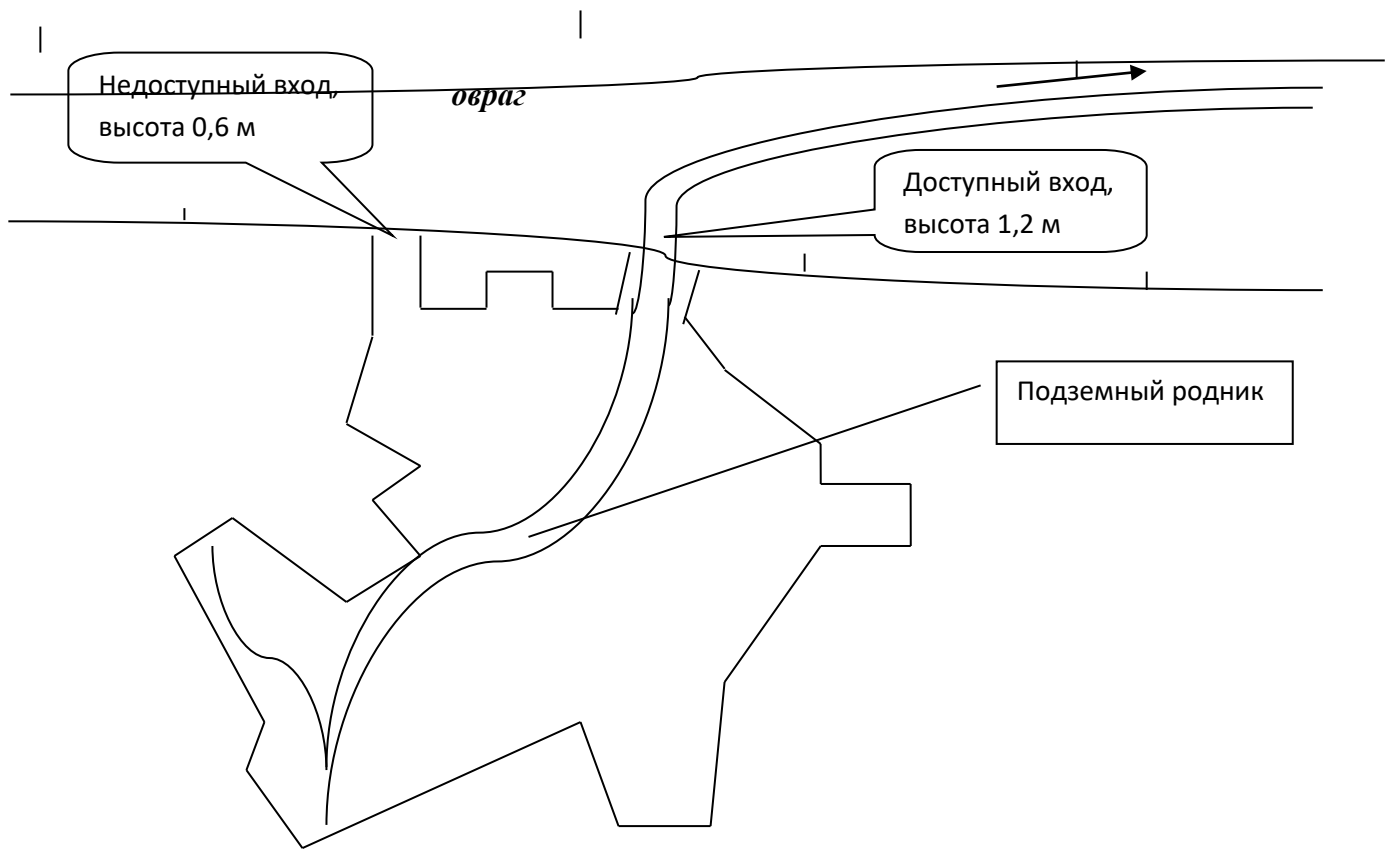 Недоступный вход,
высота 0,6 м
овраг
Доступный вход,
высота 1,2 м
Подземный родник